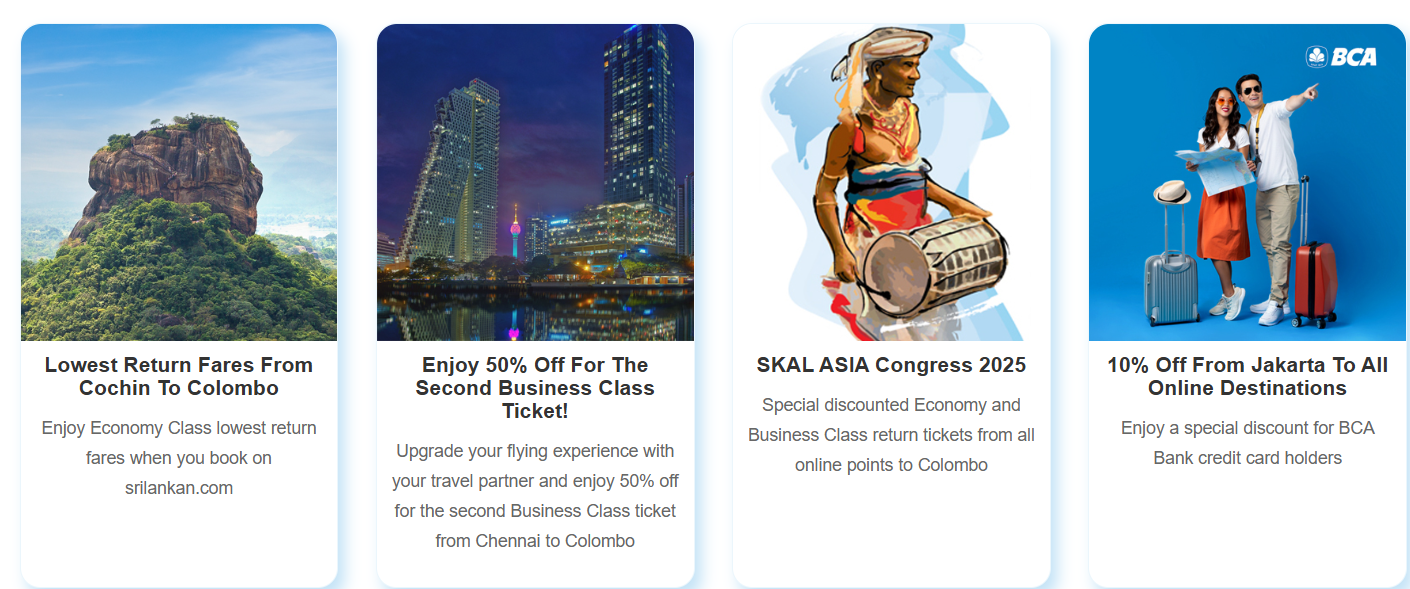 BCA
Lowest Return Fares From
Cochin To Colombo
Enjoy Economy Class lowest return
fares when you book on
srilankan.com
Enjoy 50% Off For The
Second Business Class
Ticket!
Upgrade your flying experience with
your travel partner and enjoy 50% off
for the second Business Class ticket
from Chennai to Colombo
SKAL ASIA Congress 2025
Special discounted Economy and
Business Class return tickets from all
online points to Colombo
10% Off From Jakarta To All
Online Destinations
Enjoy a special discount for BCA
Bank credit card holders